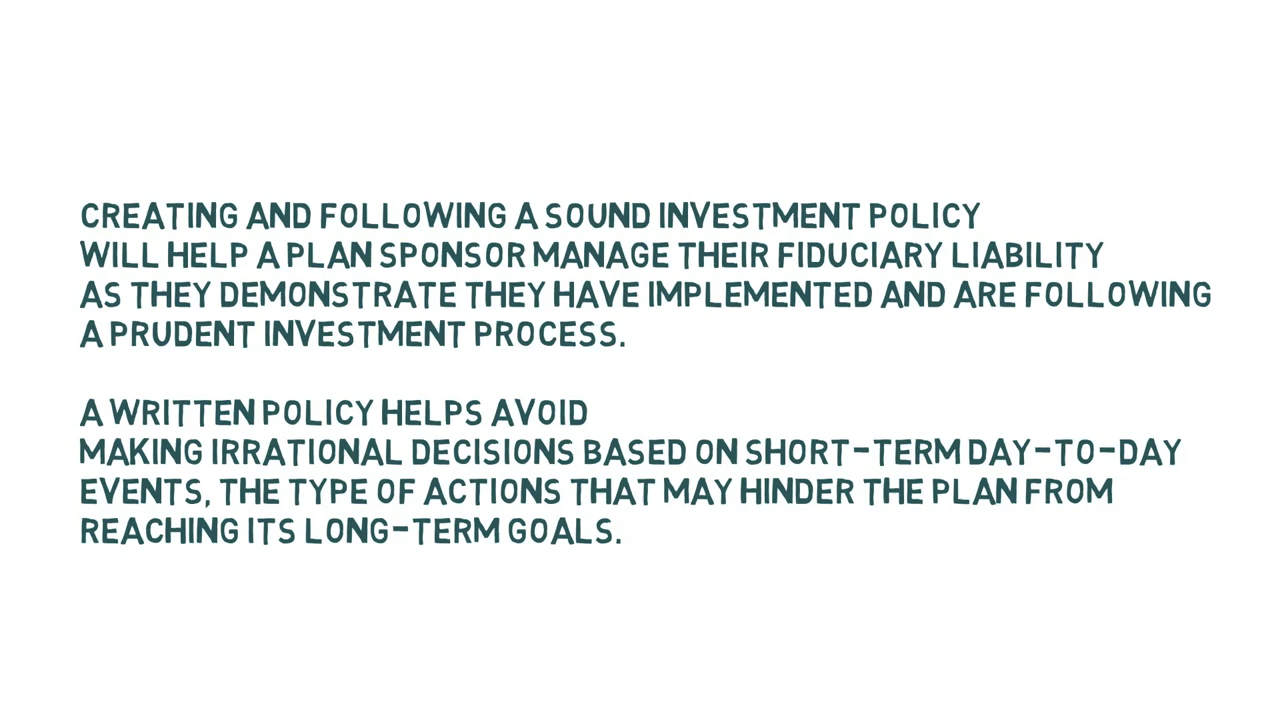 CREATING AND FOLLOWING A SOUND INVESTMENT POLICY
WILL HELP A PLAN SPONSOR MANAGE THEIR FIDUCIARY LIABILITY
AS THEY DEMONSTRATE THEY HAVE IMPLEMENTED AND ARE FOLLOWING
A PRUDENT INVESTMENT PROCESS.
A WRITTEN POLICY HELPS AVOID
MAKING IRRATIONAL DECISIONS BASED ON SHORT-TERM DAY-TO-DAY
EVENTS, THE TYPE OF ACTIONS THAT MAY HINDER THE PLAN FROM
REACHING ITS LONG-TERM GOALS.